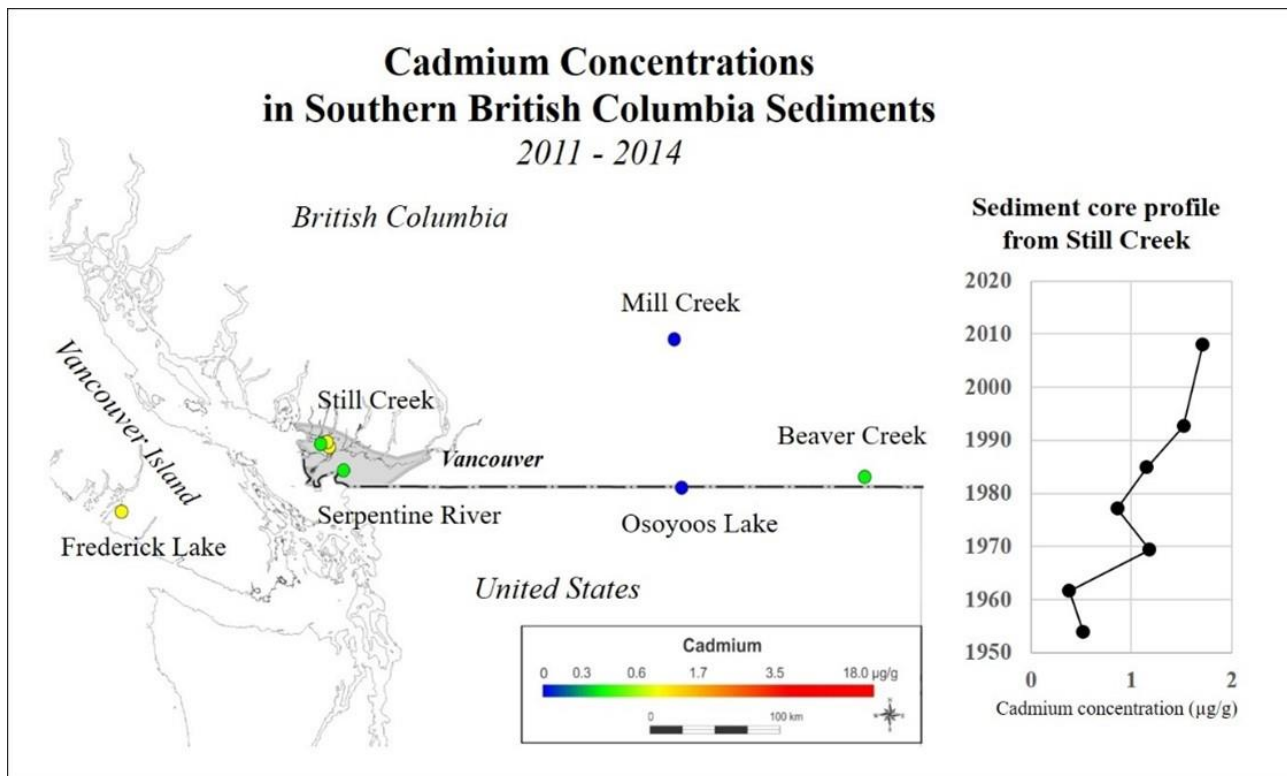 Cadmium Concentrations
in Southern British Columbia Sediments
2011 - 2014
British Columbia
Sediment core profile
from Still Creek
Mill Creek
Vancouver Island
Still Creek
Beaver Creek
Vancouver
Serpentine River
Osoyoos Lake
Frederick Lake
United States
Cadmium
0 0.3 0.6 1.7 3.5 18.0 µg/g
0 100 km
2020
2010
2000
1990
1980
1970
1960
1950
0 1 2
Cadmium concentration (µg/g)